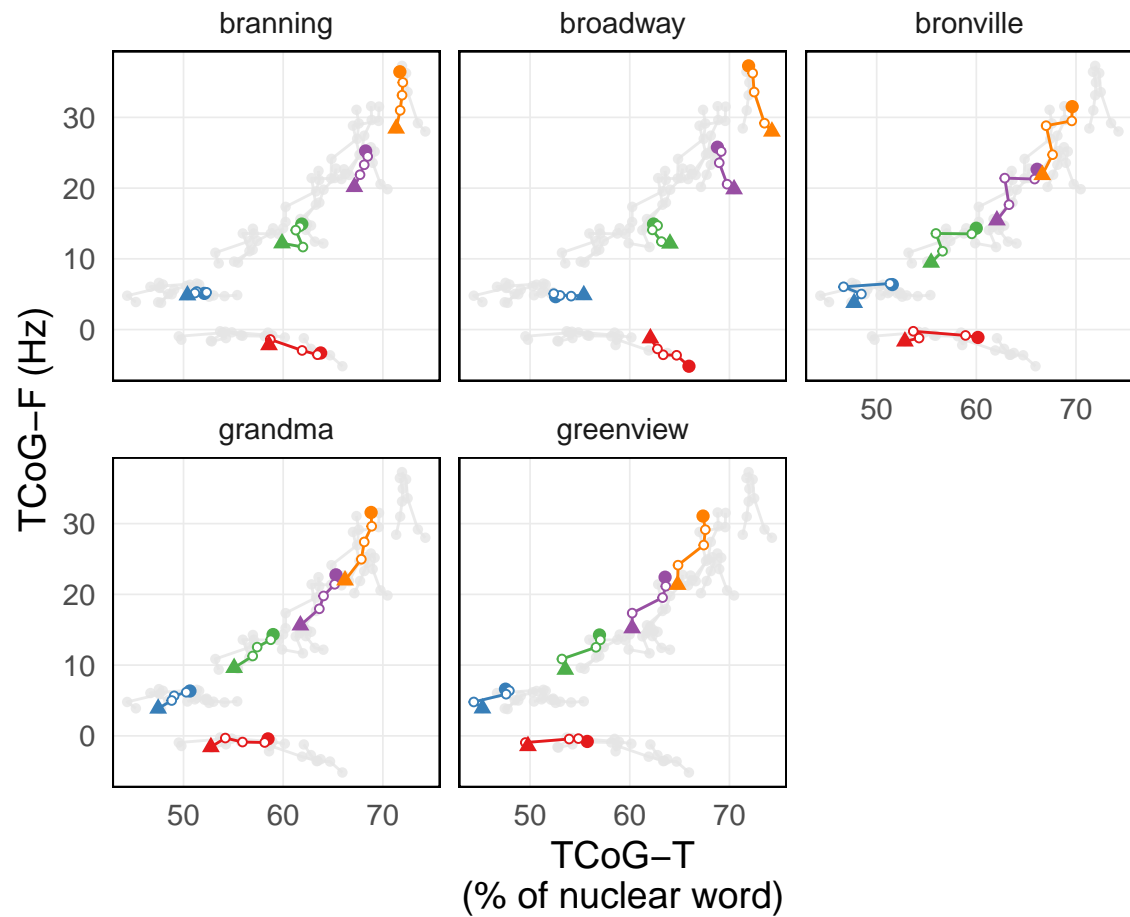 branning broadway bronville
30
20
10
0
50 60 70
grandma greenview
30
20
10
0
50 60 70 50 60 70
TCoG−F (Hz)
TCoG−T
(% of nuclear word)